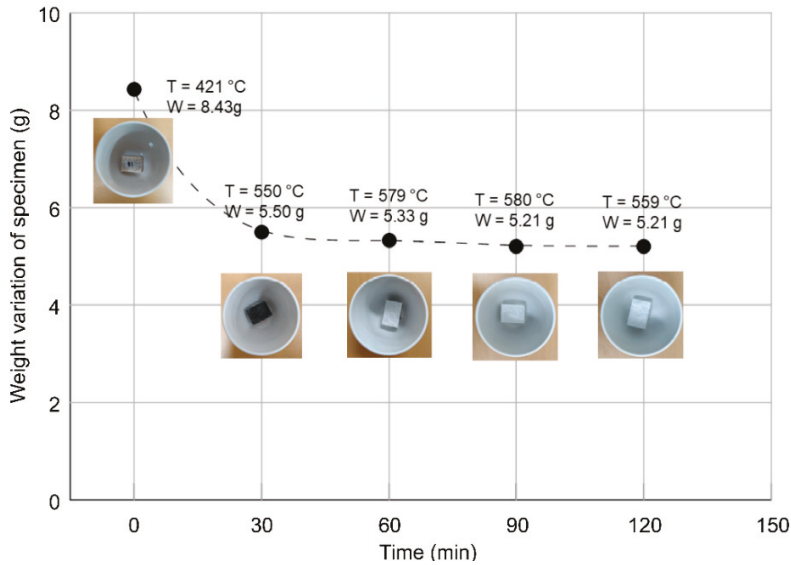 10
8
6
4
2
0
Weight variation of specimen (g)
T = 421 °C
W = 8.43g
T = 550 °C
W = 5.50 g
T = 579 °C
W = 5.33 g
T = 580 °C
W = 5.21 g
T = 559 °C
W = 5.21 g
0 30 60 90 120 150
Time (min)